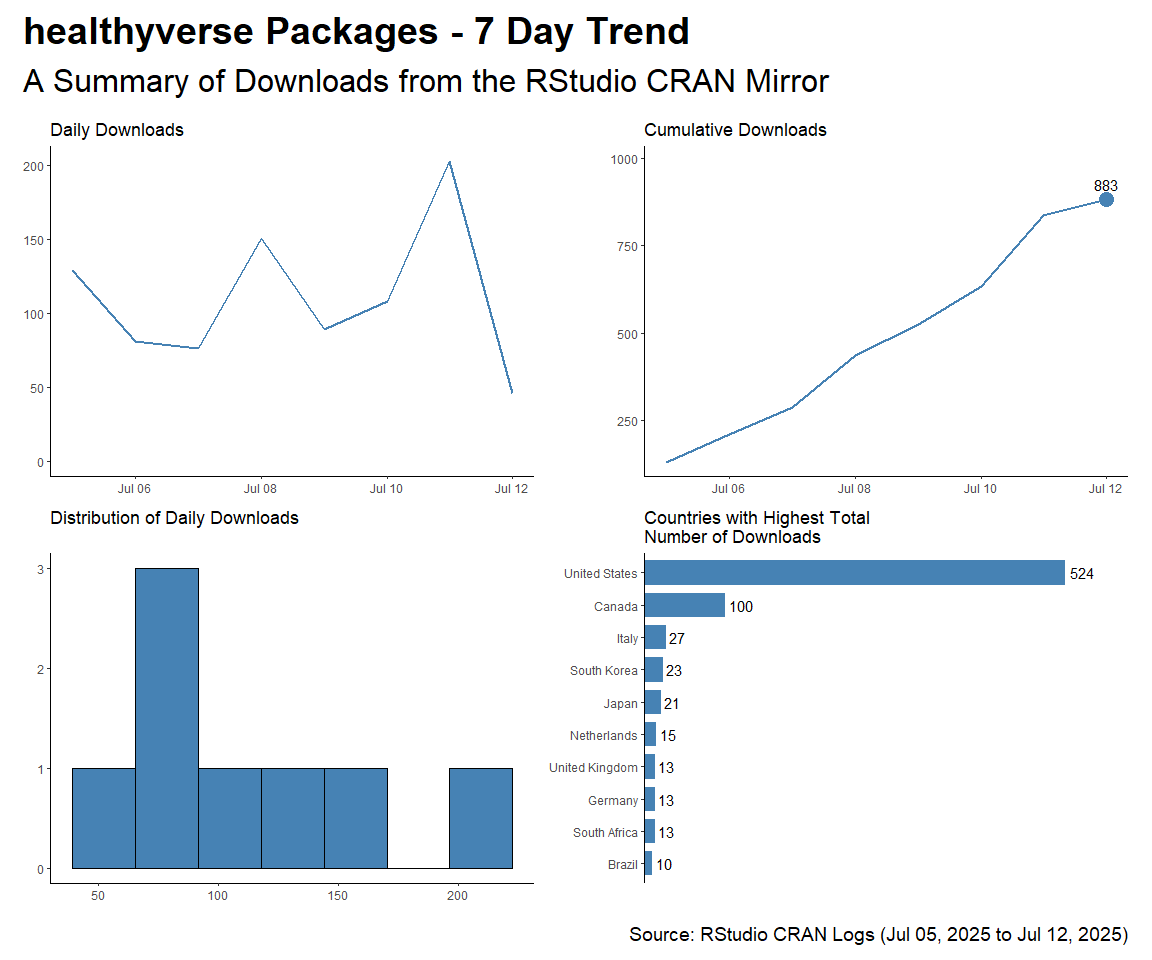 healthyverse Packages - 7 Day Trend
A Summary of Downloads from the RStudio CRAN Mirror
Daily Downloads
200
150
100
50
0
Jul 06
Jul 08
Jul 10
Jul 12
Cumulative Downloads
1000
750
500
250
883
Jul 06
Jul 08
Jul 10
Jul 12
Distribution of Daily Downloads
3
2
1
0
50
100
150
200
Countries with Highest Total
Number of Downloads
United States 524
Canada 100
Italy 27
South Korea 23
Japan 21
Netherlands 15
United Kingdom 13
Germany 13
South Africa 13
Brazil 10
Source: RStudio CRAN Logs (Jul 05, 2025 to Jul 12, 2025)